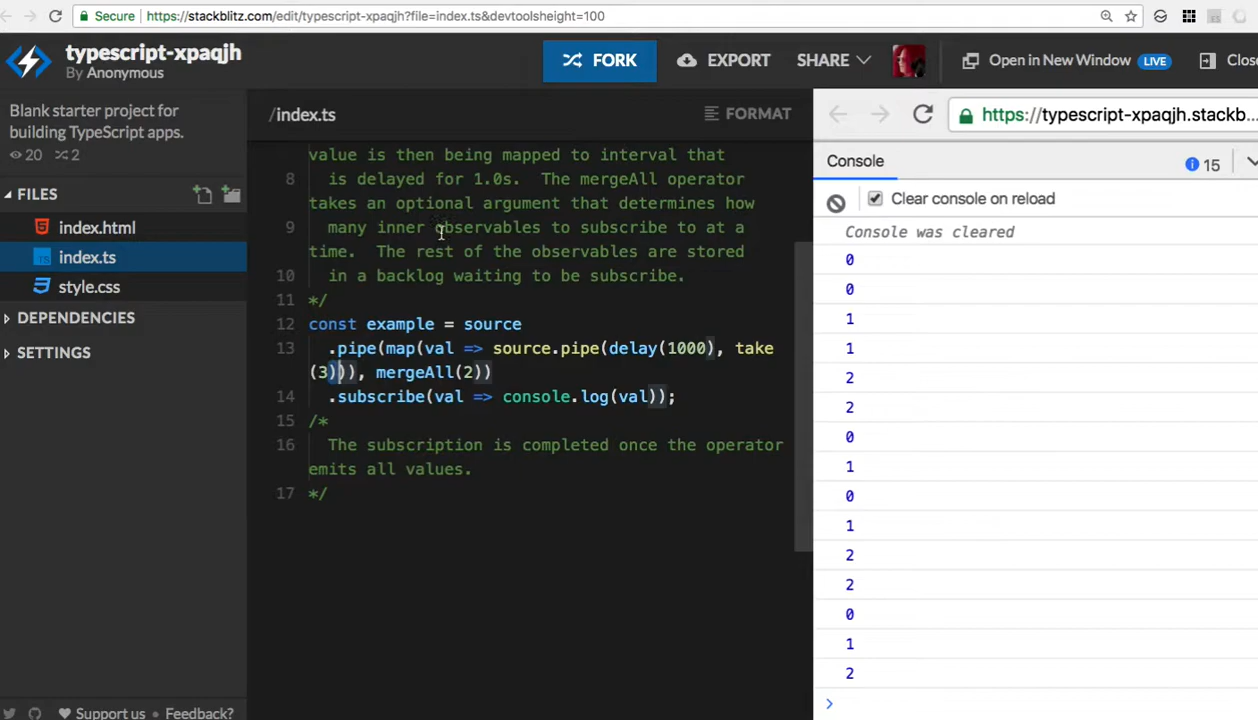 Secure
https://stackblitz.com/edit/typescript-xpaqjh?file=index.ts&devtoolsheight=100
typescript-xpaqjh
By Anonymous
FORK
EXPORT
SHARE
Open in New Window LIVE
Close
Blank starter project for
building TypeScript apps.
20 2
FILES
index.html
index.ts
style.css
DEPENDENCIES
SETTINGS
Support us • Feedback?
/index.ts
FORMAT
value is then being mapped to interval that
8 is delayed for 1.0s.  The mergeAll operator
takes an optional argument that determines how
9 many inner observables to subscribe to at a
time.  The rest of the observables are stored
10 in a backlog waiting to be subscribe.
11 */
12 const example = source
13 .pipe(map(val => source.pipe(delay(1000), take
(3))), mergeAll(2))
14 .subscribe(val => console.log(val));
15 /*
16 The subscription is completed once the operator
emits all values.
17 */
https://typescript-xpaqjh.stackb...
Console
15
Clear console on reload
Console was cleared
0
0
1
1
2
2
0
1
0
1
2
2
0
1
2
>